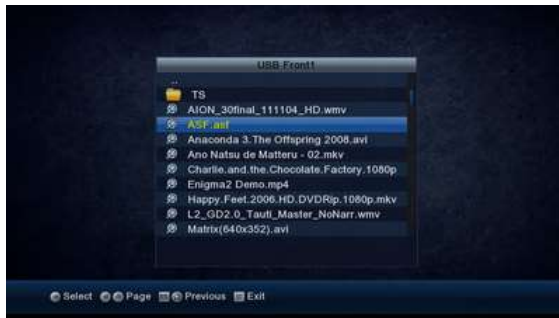 USB Front1
..
TS
AION_30final_111104_HD.wmv
ASF.asf
Anaconda 3.The Offspring 2008.avi
Ano Natsu de Matteru - 02.mkv
Charlie.and.the.Chocolate.Factory.1080p
Enigma2 Demo.mp4
Happy.Feet.2006.HD.DVDRip.1080p.mkv
L2_GD2.0_Tauti_Master_NoNarr.wmv
Matrix(640x352).avi
Select Page Previous Exit